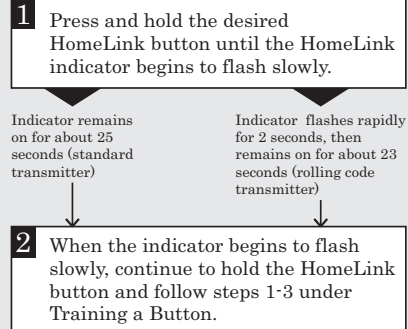 1 Press and hold the desired
HomeLink button until the HomeLink
indicator begins to flash slowly.
Indicator remains
on for about 25
seconds (standard
transmitter)
Indicator flashes rapidly
for 2 seconds, then
remains on for about 23
seconds (rolling code
transmitter)
2 When the indicator begins to flash
slowly, continue to hold the HomeLink
button and follow steps 1-3 under
Training a Button.